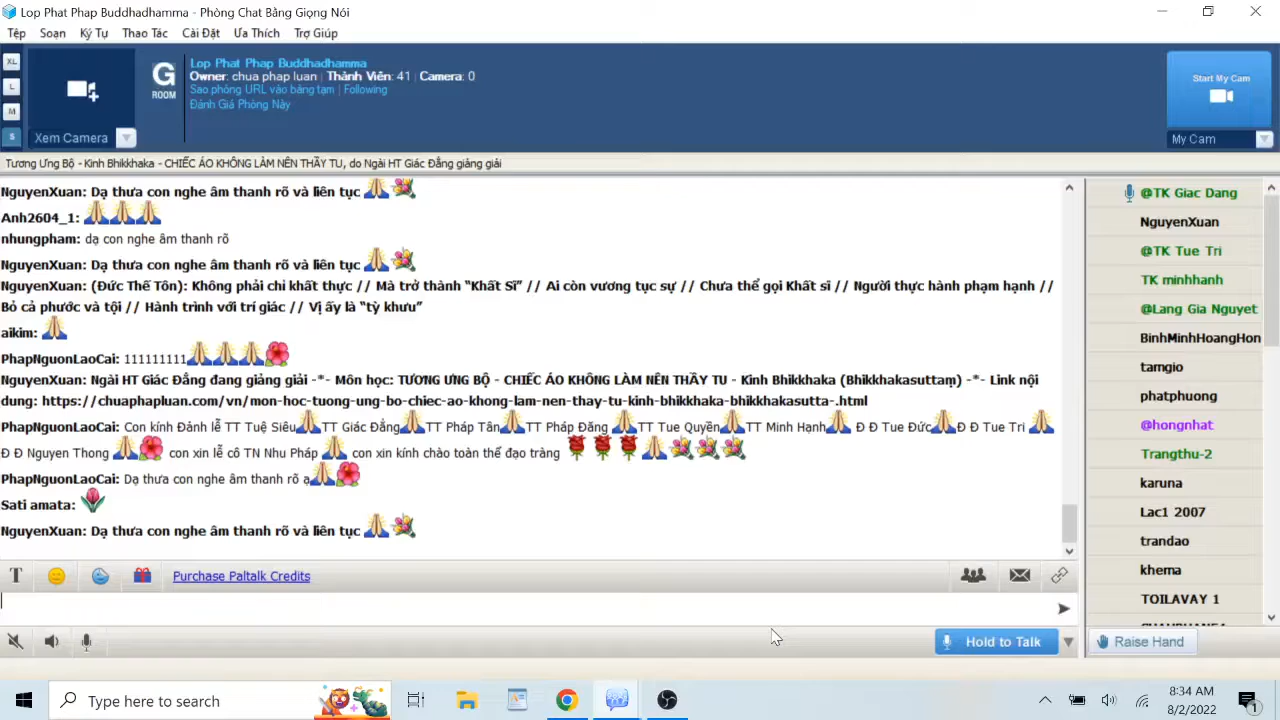 Lop Phat Phap Buddhadhamma - Phòng Chat Bằng Giọng Nói
Tệp Soạn Ký Tự Thao Tác Cài Đặt Ưa Thích Trợ Giúp
XL
L
M
S
Xem Camera
G
ROOM
Lop Phat Phap Buddhadhamma
Owner: chua phap luan | Thành Viên: 41 | Camera: 0
Sao phòng URL vào bảng tạm | Following
Đánh Giá Phòng Này
Start My Cam
My Cam
Tương Ưng Bộ - Kinh Bhikkhaka - CHIẾC ÁO KHÔNG LÀM NÊN THẦY TU, do Ngài HT Giác Đẳng giảng giải
NguyenXuan: Dạ thưa con nghe âm thanh rõ và liên tục
Anh2604_1:
nhungpham: dạ con nghe âm thanh rõ
NguyenXuan: Dạ thưa con nghe âm thanh rõ và liên tục
NguyenXuan: (Đức Thế Tôn): Không phải chỉ khất thực // Mà trở thành “Khất Sĩ” // Ai còn vương tục sự // Chưa thể gọi Khất sĩ // Người thực hành phạm hạnh //
Bỏ cả phước và tội // Hành trình với trí giác // Vị ấy là “tỳ khưu”
aikim:
PhapNguonLaoCai: 111111111
NguyenXuan: Ngài HT Giác Đẳng đang giảng giải -*- Môn học: TƯƠNG ƯNG BỘ - CHIẾC ÁO KHÔNG LÀM NÊN THẦY TU - Kinh Bhikkhaka (Bhikkhakasuttaṃ) -*- Link nội
dung: https://chuaphapluan.com/vn/mon-hoc-tuong-ung-bo-chiec-ao-khong-lam-nen-thay-tu-kinh-bhikkhaka-bhikkhakasutta-.html
PhapNguonLaoCai: Con kính Đảnh lễ TT Tuệ Siêu TT Giác Đẳng TT Pháp Tân TT Pháp Đăng TT Tue Quyền TT Minh Hạnh Đ Đ Tue Đức Đ Đ Tue Tri
Đ Đ Nguyen Thong con xin lễ cô TN Nhu Pháp con xin kính chào toàn thể đạo tràng
PhapNguonLaoCai: Dạ thưa con nghe âm thanh rõ ạ
Sati amata:
NguyenXuan: Dạ thưa con nghe âm thanh rõ và liên tục
@TK Giac Dang
NguyenXuan
@TK Tue Tri
TK minhhanh
@Lang Gia Nguyet
BinhMinhHoangHon
tamgio
phatphuong
@hongnhat
Trangthu-2
karuna
Lac1 2007
trandao
khema
TOILAVAY 1
T
Purchase Paltalk Credits
Hold to Talk
Raise Hand
Type here to search
8:34 AM
8/2/2022
1